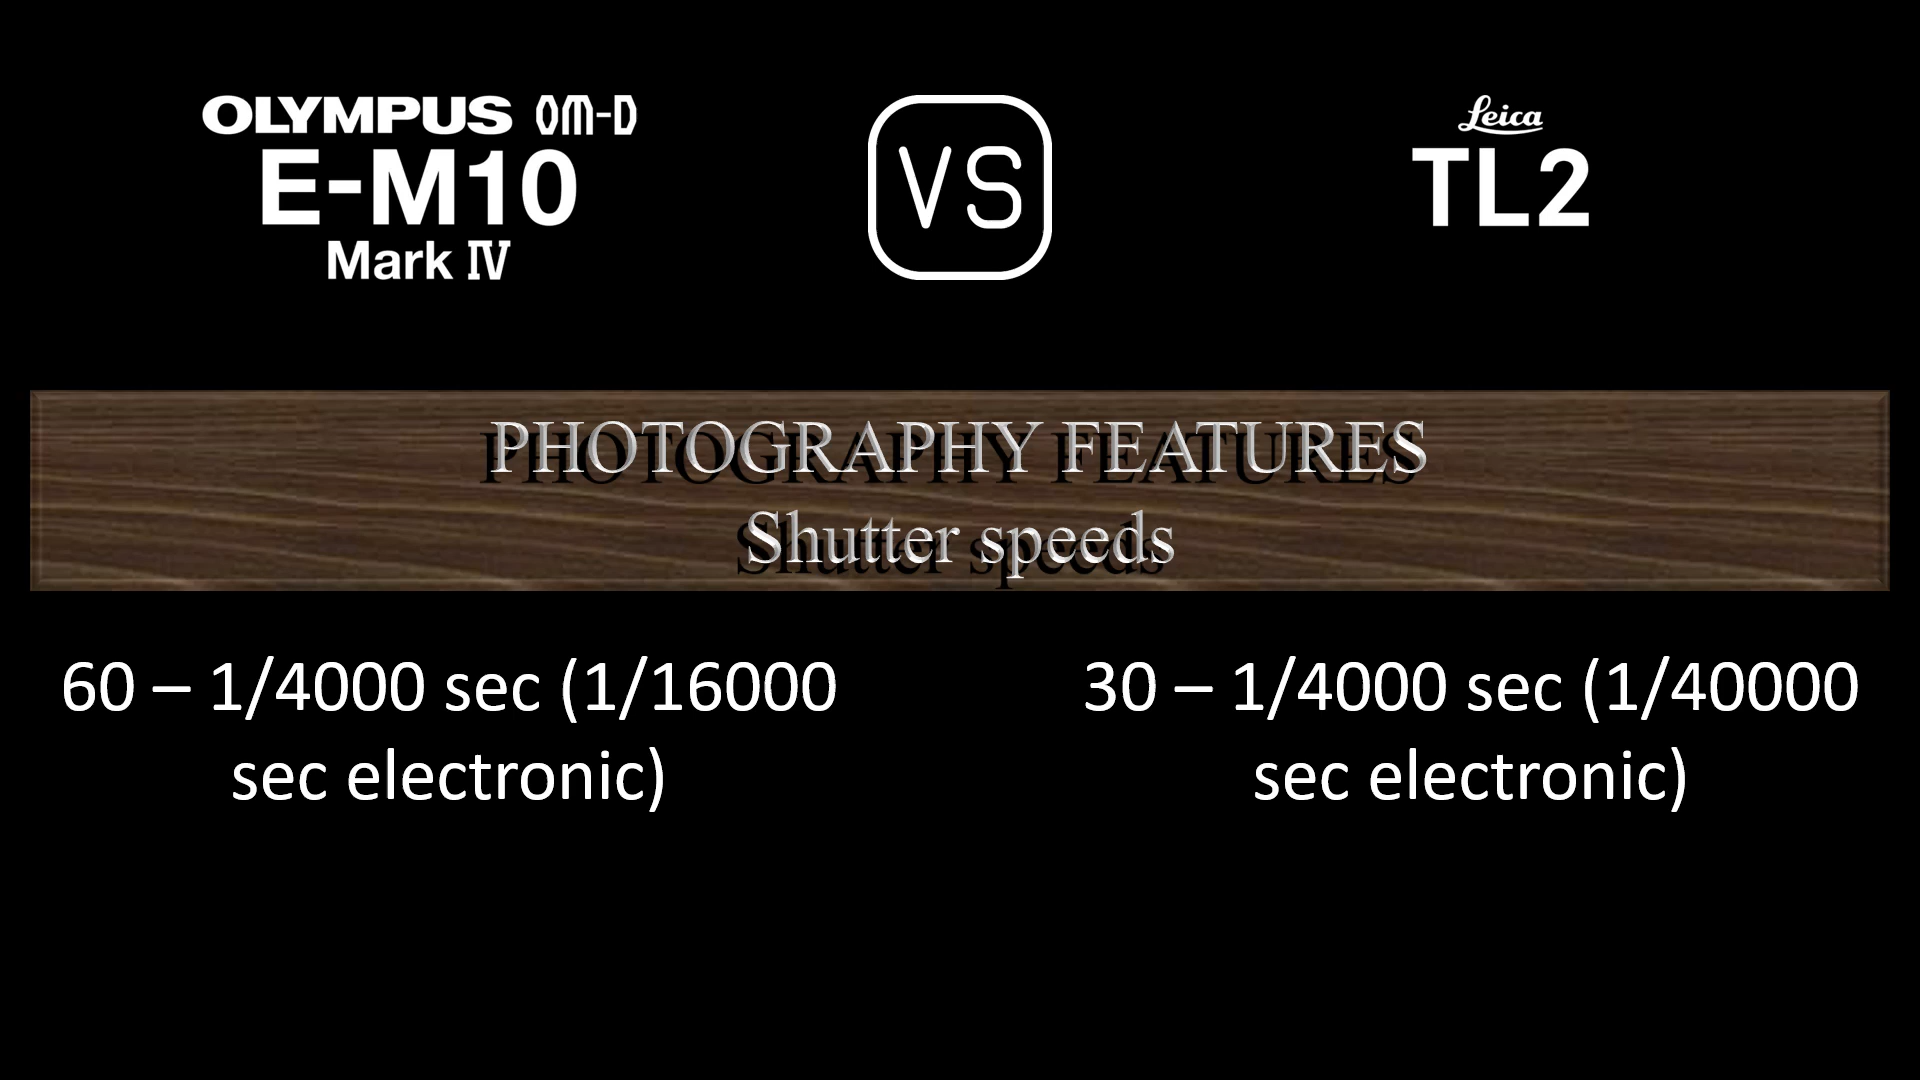 OLYMPUS OM-D
E-M10
Mark IV
VS
Leica
TL2
PHOTOGRAPHY FEATURES
Shutter speeds
60 – 1/4000 sec (1/16000
sec electronic)
30 – 1/4000 sec (1/40000
sec electronic)